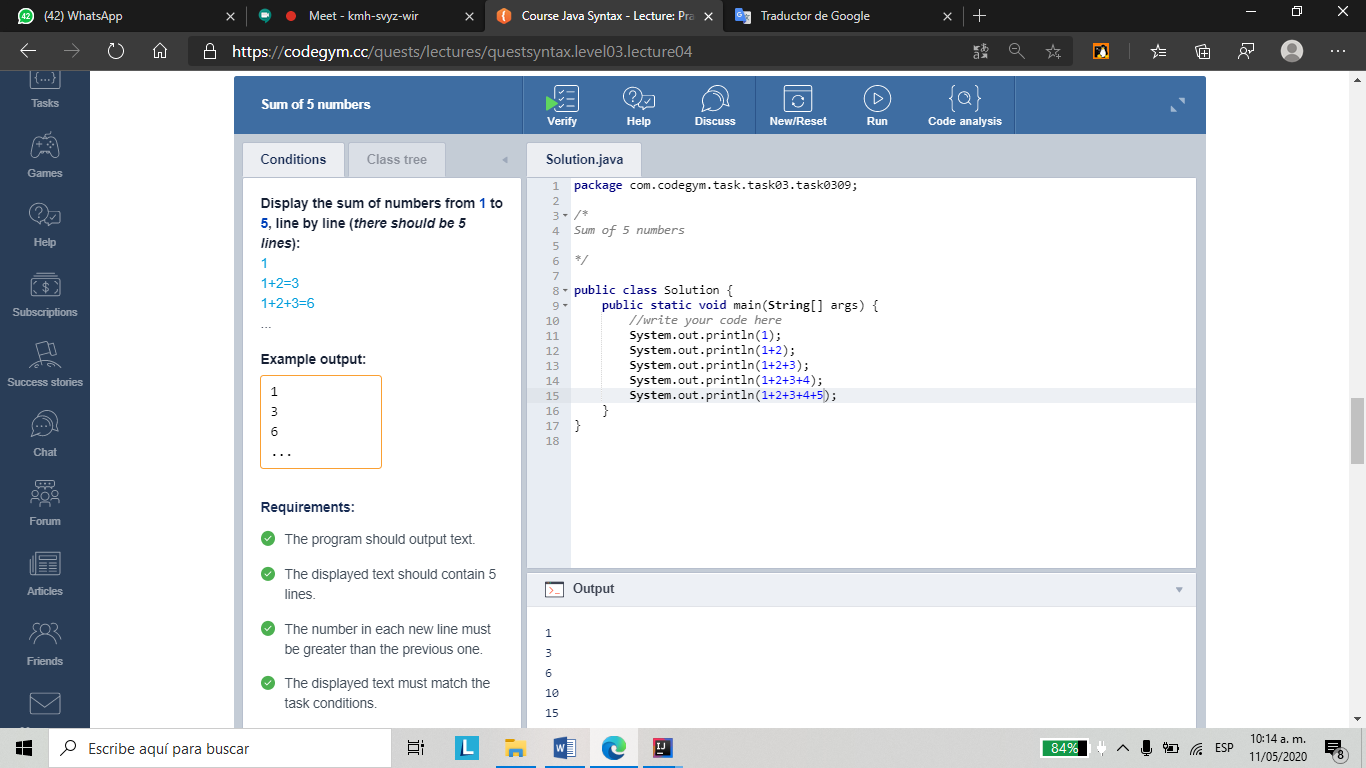 (42) WhatsApp
Meet - kmh-svyz-wir
Course Java Syntax - Lecture: Pra
Traductor de Google
https://codegym.cc/quests/lectures/questsyntax.level03.lecture04
Tasks
Games
Help
Subscriptions
Success stories
Chat
Forum
Articles
Friends
Sum of 5 numbers
Verify
Help
Discuss
New/Reset
Run
Code analysis
Conditions
Class tree
Display the sum of numbers from 1 to
5, line by line (there should be 5
lines):
1
1+2=3
1+2+3=6
...
Example output:
1
3
6
...
Requirements:
The program should output text.
The displayed text should contain 5
lines.
The number in each new line must
be greater than the previous one.
The displayed text must match the
task conditions.
Solution.java
1 package com.codegym.task.task03.task0309;
2
3 /*
4 Sum of 5 numbers
5
6 */
7
8 public class Solution {
9 public static void main(String[] args) {
10 //write your code here
11 System.out.println(1);
12 System.out.println(1+2);
13 System.out.println(1+2+3);
14 System.out.println(1+2+3+4);
15 System.out.println(1+2+3+4+5);
16 }
17 }
18
Output
1
3
6
10
15
Escribe aquí para buscar
84%
ESP
10:14 a. m.
11/05/2020
8